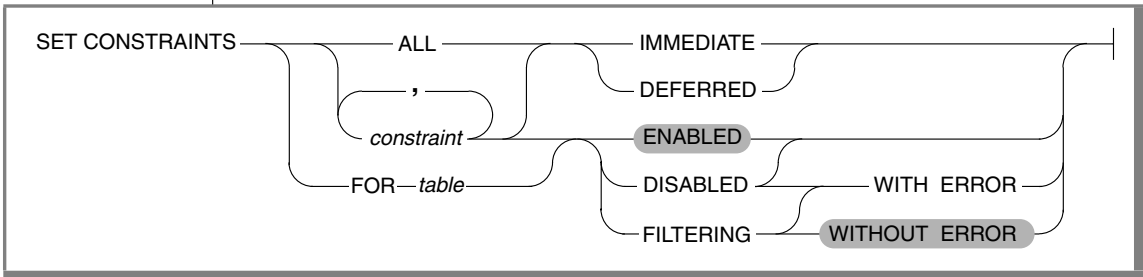 SET CONSTRAINTS ALL IMMEDIATE
DEFERRED
,
constraint ENABLED
FOR table DISABLED WITH ERROR
FILTERING WITHOUT ERROR